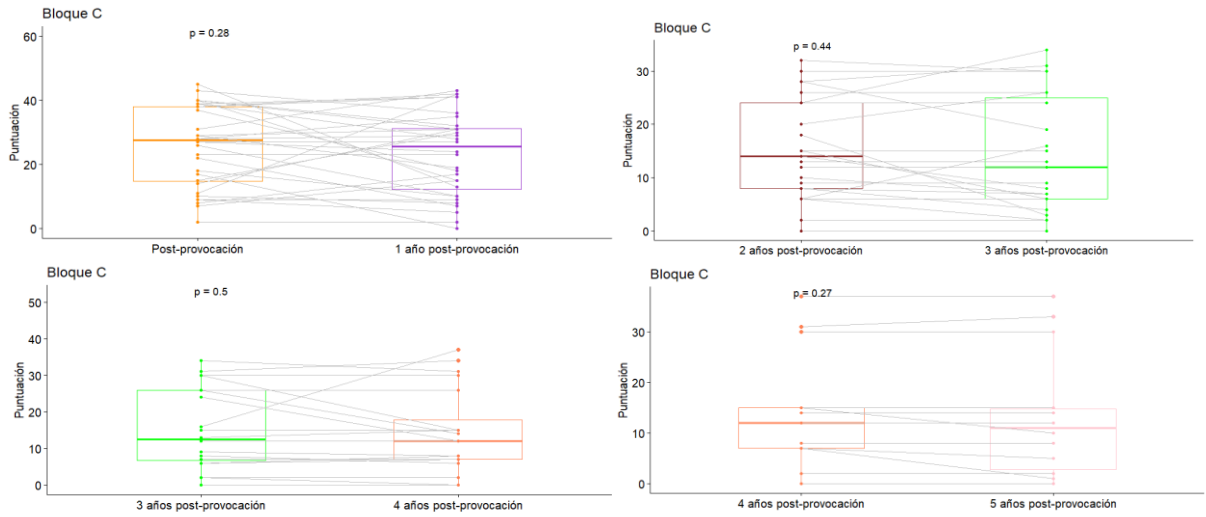 Bloque C
p = 0.28
60
40
20
0
Puntuación
Post-provocación
1 año post-provocación
Bloque C
p = 0.44
30
20
10
0
Puntuación
2 años post-provocación
3 años post-provocación
Bloque C
p = 0.5
50
40
30
20
10
0
Puntuación
3 años post-provocación
4 años post-provocación
Bloque C
p = 0.27
30
20
10
0
Puntuación
4 años post-provocación
5 años post-provocación